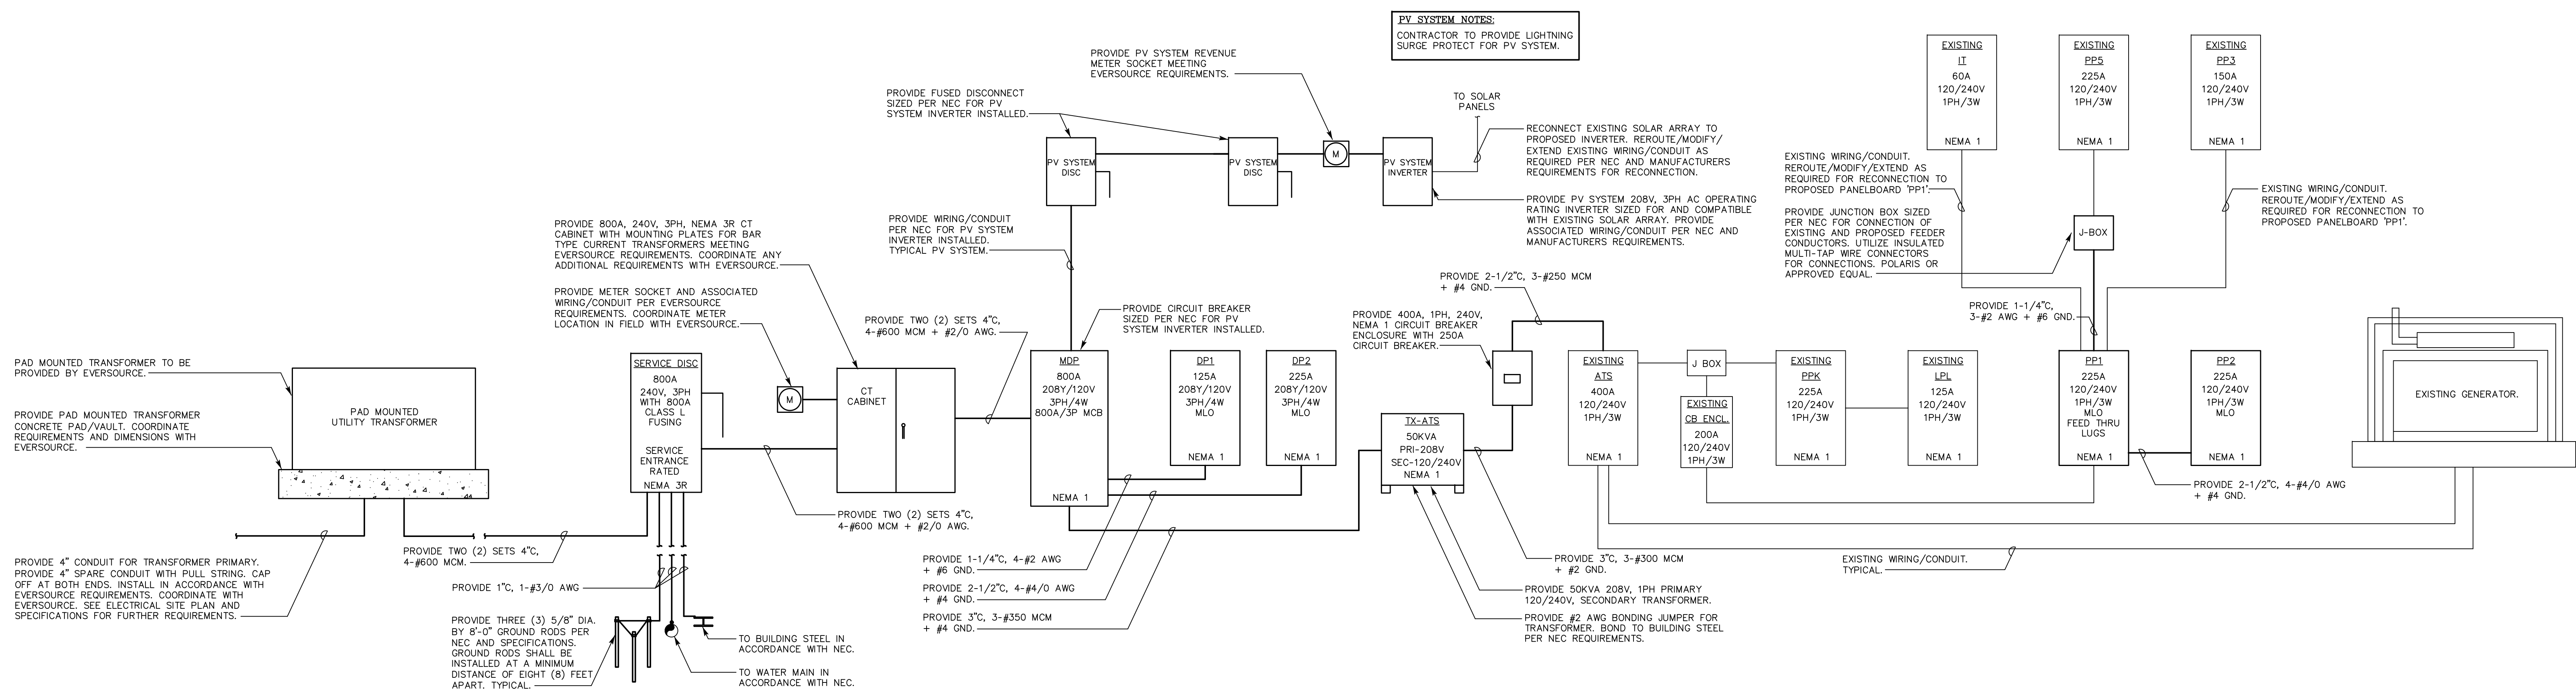 PV SYSTEM NOTES:
CONTRACTOR TO PROVIDE LIGHTNING
SURGE PROTECT FOR PV SYSTEM.
PROVIDE PV SYSTEM REVENUE
METER SOCKET MEETING
EVERSOURCE REQUIREMENTS.
PROVIDE FUSED DISCONNECT
SIZED PER NEC FOR PV
SYSTEM INVERTER INSTALLED.
TO SOLAR
PANELS
PV SYSTEM
DISC
PV SYSTEM
DISC
M
PV SYSTEM
INVERTER
RECONNECT EXISTING SOLAR ARRAY TO
PROPOSED INVERTER. REROUTE/MODIFY/
EXTEND EXISTING WIRING/CONDUIT AS
REQUIRED PER NEC AND MANUFACTURERS
REQUIREMENTS FOR RECONNECTION.
PROVIDE PV SYSTEM 208V, 3PH AC OPERATING
RATING INVERTER SIZED FOR AND COMPATIBLE
WITH EXISTING SOLAR ARRAY. PROVIDE
ASSOCIATED WIRING/CONDUIT PER NEC AND
MANUFACTURERS REQUIREMENTS.
EXISTING
IT
60A
120/240V
1PH/3W
NEMA 1
EXISTING
PP5
225A
120/240V
1PH/3W
NEMA 1
EXISTING
PP3
150A
120/240V
1PH/3W
NEMA 1
EXISTING WIRING/CONDUIT.
REROUTE/MODIFY/EXTEND AS
REQUIRED FOR RECONNECTION TO
PROPOSED PANELBOARD 'PP1'.
PROVIDE JUNCTION BOX SIZED
PER NEC FOR CONNECTION OF
EXISTING AND PROPOSED FEEDER
CONDUCTORS. UTILIZE INSULATED
MULTI-TAP WIRE CONNECTORS
FOR CONNECTIONS. POLARIS OR
APPROVED EQUAL.
J-BOX
EXISTING WIRING/CONDUIT.
REROUTE/MODIFY/EXTEND AS
REQUIRED FOR RECONNECTION TO
PROPOSED PANELBOARD 'PP1'.
PROVIDE 1-1/4"C,
3-#2 AWG + #6 GND.
PROVIDE 800A, 240V, 3PH, NEMA 3R CT
CABINET WITH MOUNTING PLATES FOR BAR
TYPE CURRENT TRANSFORMERS MEETING
EVERSOURCE REQUIREMENTS. COORDINATE ANY
ADDITIONAL REQUIREMENTS WITH EVERSOURCE.
PROVIDE WIRING/CONDUIT
PER NEC FOR PV SYSTEM
INVERTER INSTALLED.
TYPICAL PV SYSTEM.
PROVIDE METER SOCKET AND ASSOCIATED
WIRING/CONDUIT PER EVERSOURCE
REQUIREMENTS. COORDINATE METER
LOCATION IN FIELD WITH EVERSOURCE.
PROVIDE TWO (2) SETS 4"C,
4-#600 MCM + #2/0 AWG.
PROVIDE CIRCUIT BREAKER
SIZED PER NEC FOR PV
SYSTEM INVERTER INSTALLED.
PROVIDE 2-1/2"C, 3-#250 MCM
+ #4 GND.
PROVIDE 400A, 1PH, 240V,
NEMA 1 CIRCUIT BREAKER
ENCLOSURE WITH 250A
CIRCUIT BREAKER.
PAD MOUNTED TRANSFORMER TO BE
PROVIDED BY EVERSOURCE.
PROVIDE PAD MOUNTED TRANSFORMER
CONCRETE PAD/VAULT. COORDINATE
REQUIREMENTS AND DIMENSIONS WITH
EVERSOURCE.
PAD MOUNTED
UTILITY TRANSFORMER
SERVICE DISC
800A
240V, 3PH
WITH 800A
CLASS L
FUSING
SERVICE
ENTRANCE
RATED
NEMA 3R
M
CT
CABINET
MDP
800A
208Y/120V
3PH/4W
800A/3P MCB
NEMA 1
DP1
125A
208Y/120V
3PH/4W
MLO
NEMA 1
DP2
225A
208Y/120V
3PH/4W
MLO
NEMA 1
TX-ATS
50KVA
PRI-208V
SEC-120/240V
NEMA 1
EXISTING
ATS
400A
120/240V
1PH/3W
NEMA 1
J BOX
EXISTING
CB ENCL.
200A
120/240V
1PH/3W
EXISTING
PPK
225A
120/240V
1PH/3W
NEMA 1
EXISTING
LPL
125A
120/240V
1PH/3W
NEMA 1
PP1
225A
120/240V
1PH/3W
MLO
FEED THRU
LUGS
NEMA 1
PP2
225A
120/240V
1PH/3W
MLO
NEMA 1
EXISTING GENERATOR.
PROVIDE 2-1/2"C, 4-#4/0 AWG
+ #4 GND.
PROVIDE TWO (2) SETS 4"C,
4-#600 MCM + #2/0 AWG.
PROVIDE 4" CONDUIT FOR TRANSFORMER PRIMARY.
PROVIDE 4" SPARE CONDUIT WITH PULL STRING. CAP
OFF AT BOTH ENDS. INSTALL IN ACCORDANCE WITH
EVERSOURCE REQUIREMENTS. COORDINATE WITH
EVERSOURCE. SEE ELECTRICAL SITE PLAN AND
SPECIFICATIONS FOR FURTHER REQUIREMENTS.
PROVIDE TWO (2) SETS 4"C,
4-#600 MCM.
PROVIDE 1"C, 1-#3/0 AWG
PROVIDE THREE (3) 5/8" DIA.
BY 8'-0" GROUND RODS PER
NEC AND SPECIFICATIONS.
GROUND RODS SHALL BE
INSTALLED AT A MINIMUM
DISTANCE OF EIGHT (8) FEET
APART. TYPICAL.
TO BUILDING STEEL IN
ACCORDANCE WITH NEC.
TO WATER MAIN IN
ACCORDANCE WITH NEC.
PROVIDE 1-1/4"C, 4-#2 AWG
+ #6 GND.
PROVIDE 2-1/2"C, 4-#4/0 AWG
+ #4 GND.
PROVIDE 3"C, 3-#350 MCM
+ #4 GND.
PROVIDE 3"C, 3-#300 MCM
+ #2 GND.
PROVIDE 50KVA 208V, 1PH PRIMARY
120/240V, SECONDARY TRANSFORMER.
PROVIDE #2 AWG BONDING JUMPER FOR
TRANSFORMER. BOND TO BUILDING STEEL
PER NEC REQUIREMENTS.
EXISTING WIRING/CONDUIT.
TYPICAL.